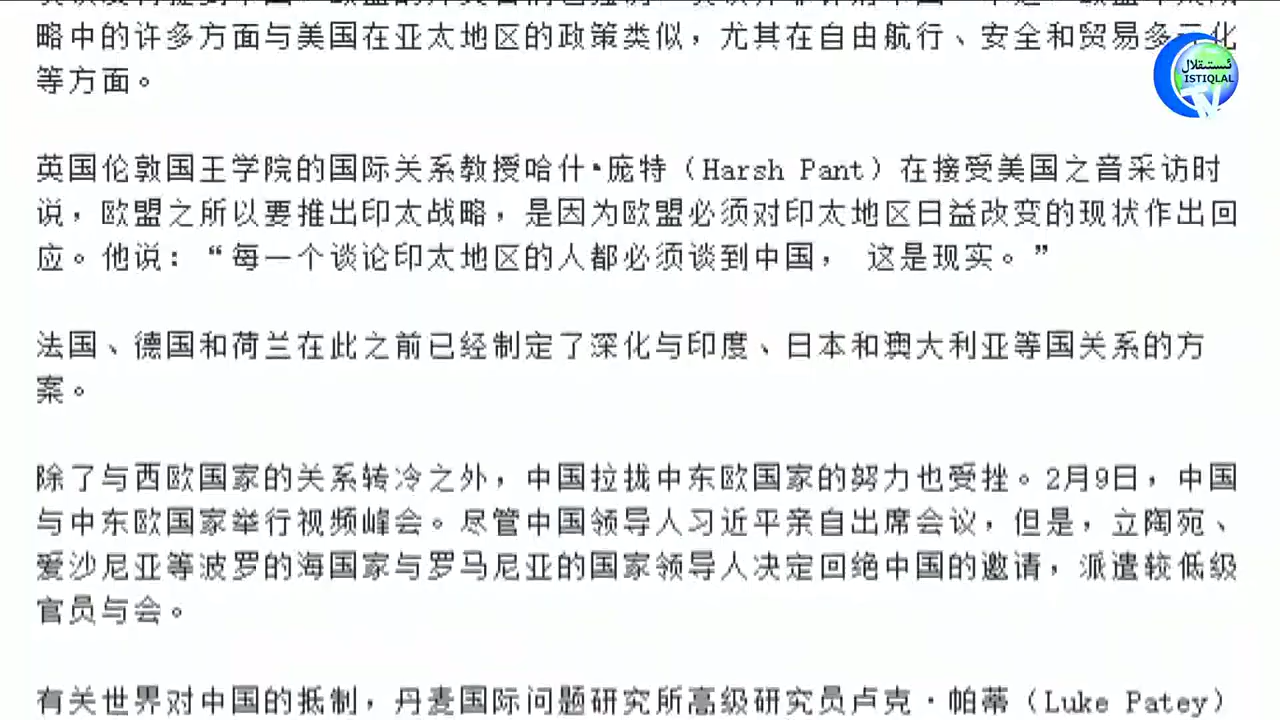 略中的许多方面与美国在亚太地区的政策类似，尤其在自由航行、安全和贸易多元化
等方面。
ئىستىقلال
ISTIQLAL
TV
英国伦敦国王学院的国际关系教授哈什·庞特（Harsh Pant）在接受美国之音采访时
说，欧盟之所以要推出印太战略，是因为欧盟必须对印太地区日益改变的现状作出回
应。他说：“每一个谈论印太地区的人都必须谈到中国， 这是现实。”
法国、德国和荷兰在此之前已经制定了深化与印度、日本和澳大利亚等国关系的方
案。
除了与西欧国家的关系转冷之外，中国拉拢中东欧国家的努力也受挫。2月9日，中国
与中东欧国家举行视频峰会。尽管中国领导人习近平亲自出席会议，但是，立陶宛、
爱沙尼亚等波罗的海国家与罗马尼亚的国家领导人决定回绝中国的邀请，派遣较低级
官员与会。
有关世界对中国的抵制，丹麦国际问题研究所高级研究员卢克·帕蒂（Luke Patey）